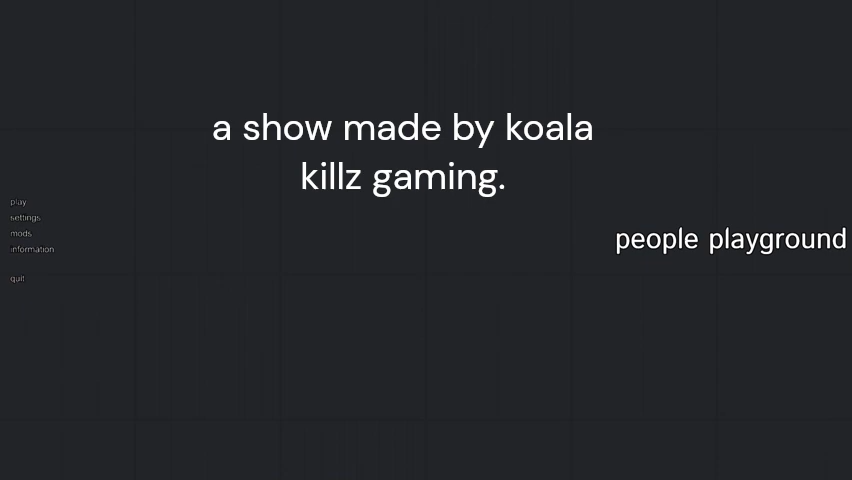 a show made by koala
killz gaming.
play
settings
mods
information
quit
people playground